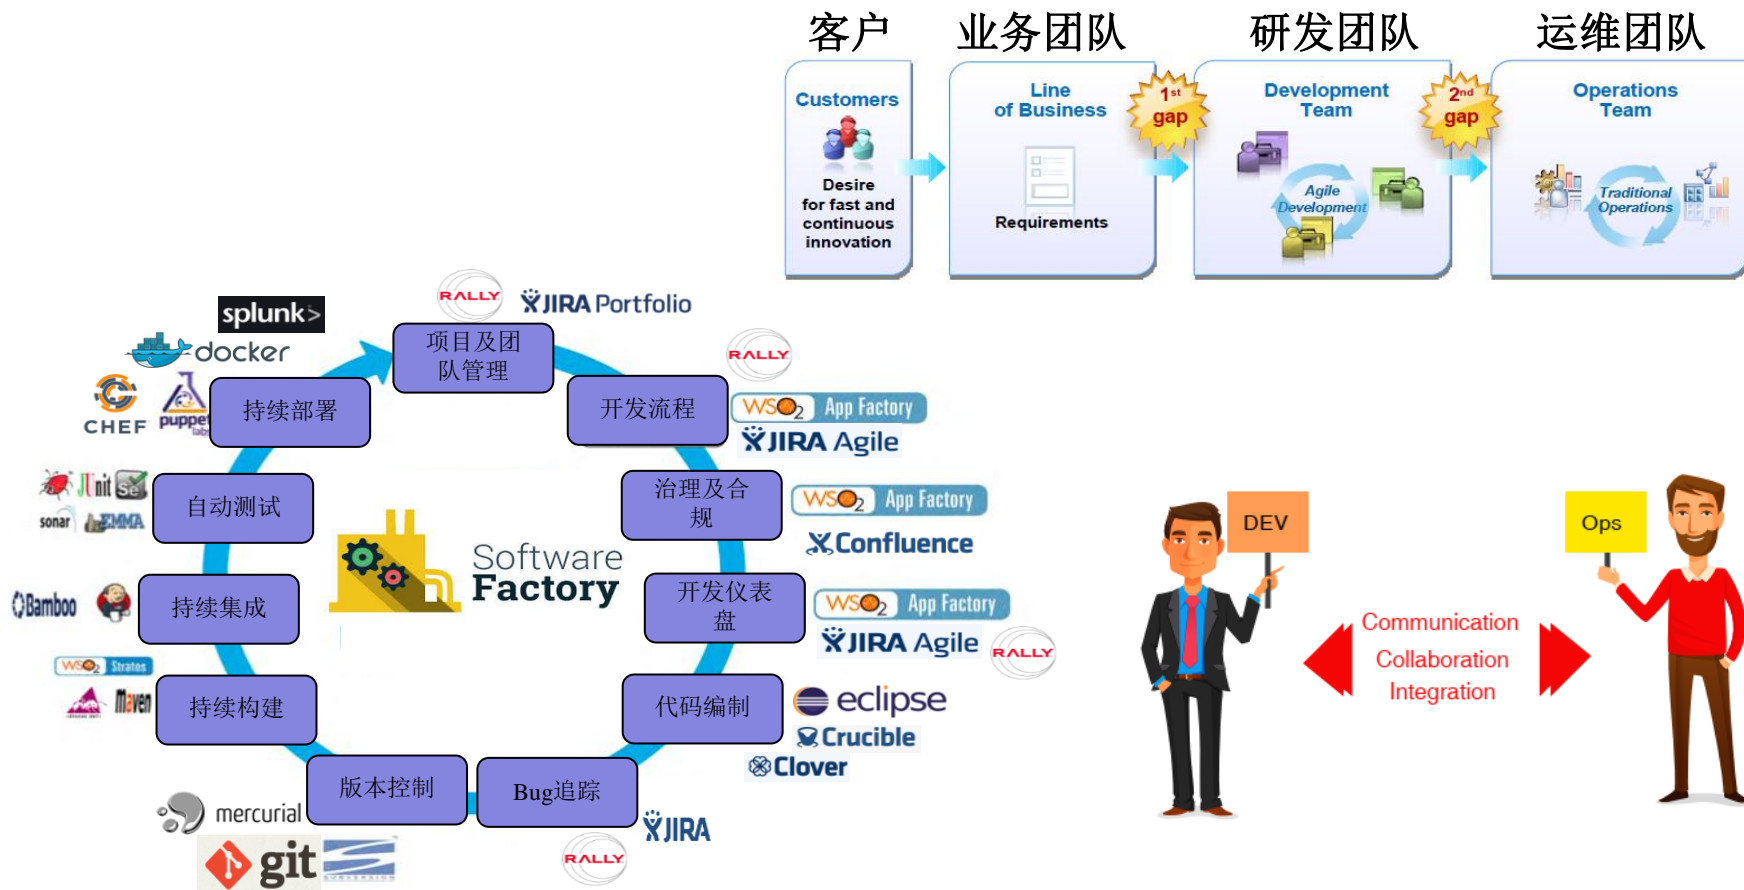 客户
业务团队
研发团队
运维团队
Customers
Desire
for fast and
continuous
innovation
Line
of Business
Requirements
1st
gap
Development
Team
Agile
Development
2nd
gap
Operations
Team
Traditional
Operations
RALLY
JIRA Portfolio
项目及团
队管理
RALLY
开发流程
WSO2 App Factory
JIRA Agile
治理及合
规
WSO2 App Factory
Confluence
开发仪表
盘
WSO2 App Factory
JIRA Agile
RALLY
代码编制
eclipse
Crucible
Clover
Bug追踪
JIRA
RALLY
版本控制
mercurial
git
SUBVERSION
持续构建
WSO2 Stratos
Maven
持续集成
Bamboo
自动测试
JUnit
Se
sonar
EMMA
持续部署
splunk>
docker
CHEF
puppet
labs
Software
Factory
DEV
Ops
Communication
Collaboration
Integration